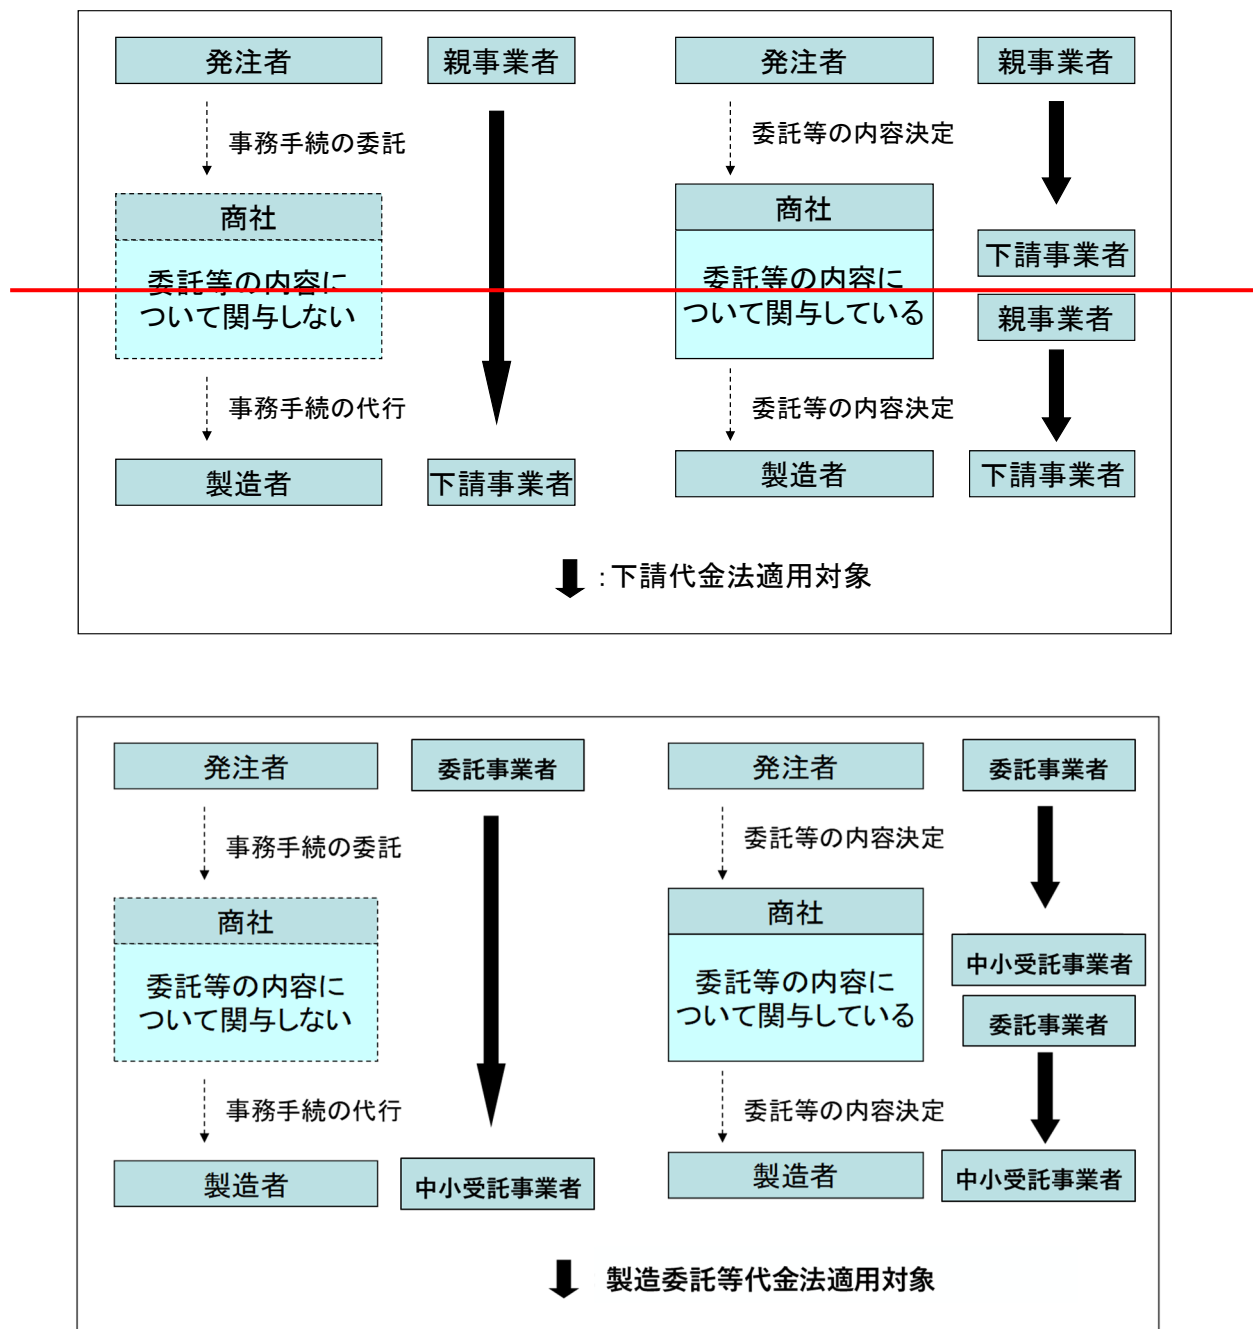 発注者
親事業者
事務手続の委託
商社
委託等の内容に
ついて関与しない
事務手続の代行
製造者
下請事業者
発注者
親事業者
委託等の内容決定
商社
委託等の内容に
ついて関与している
下請事業者
親事業者
委託等の内容決定
製造者
下請事業者
:下請代金法適用対象
発注者
委託事業者
事務手続の委託
商社
委託等の内容に
ついて関与しない
事務手続の代行
製造者
中小受託事業者
発注者
委託事業者
委託等の内容決定
商社
委託等の内容に
ついて関与している
中小受託事業者
委託事業者
委託等の内容決定
製造者
中小受託事業者
製造委託等代金法適用対象